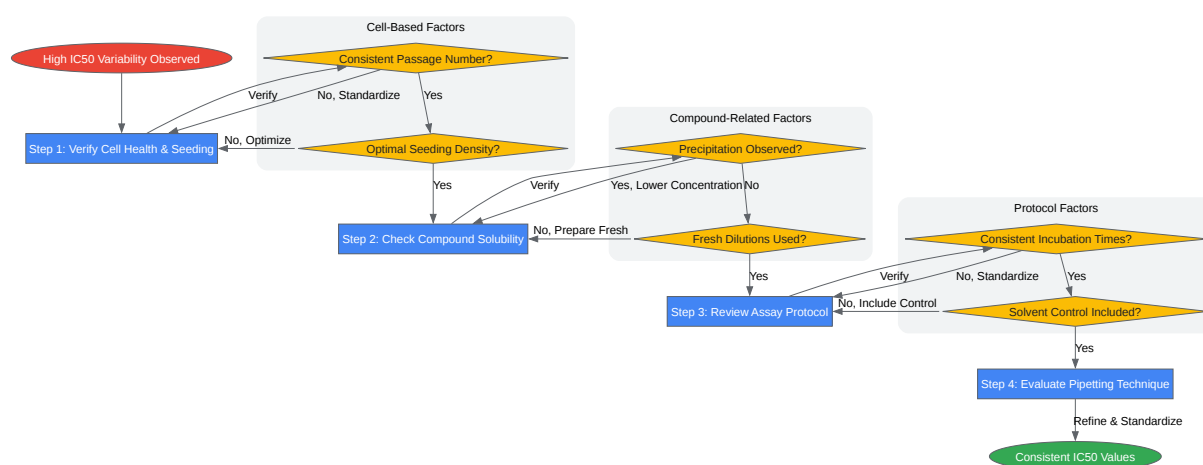 Cell-Based Factors
High IC50 Variability Observed
Consistent Passage Number?
Verify
No, Standardize
Yes
Step 1: Verify Cell Health & Seeding
No, Optimize
Optimal Seeding Density?
Compound-Related Factors
Precipitation Observed?
Yes
Verify
Yes, Lower Concentration
No
Step 2: Check Compound Solubility
No, Prepare Fresh
Fresh Dilutions Used?
Protocol Factors
Consistent Incubation Times?
Yes
Verify
No, Standardize
Yes
Step 3: Review Assay Protocol
No, Include Control
Solvent Control Included?
Yes
Step 4: Evaluate Pipetting Technique
Refine & Standardize
Consistent IC50 Values